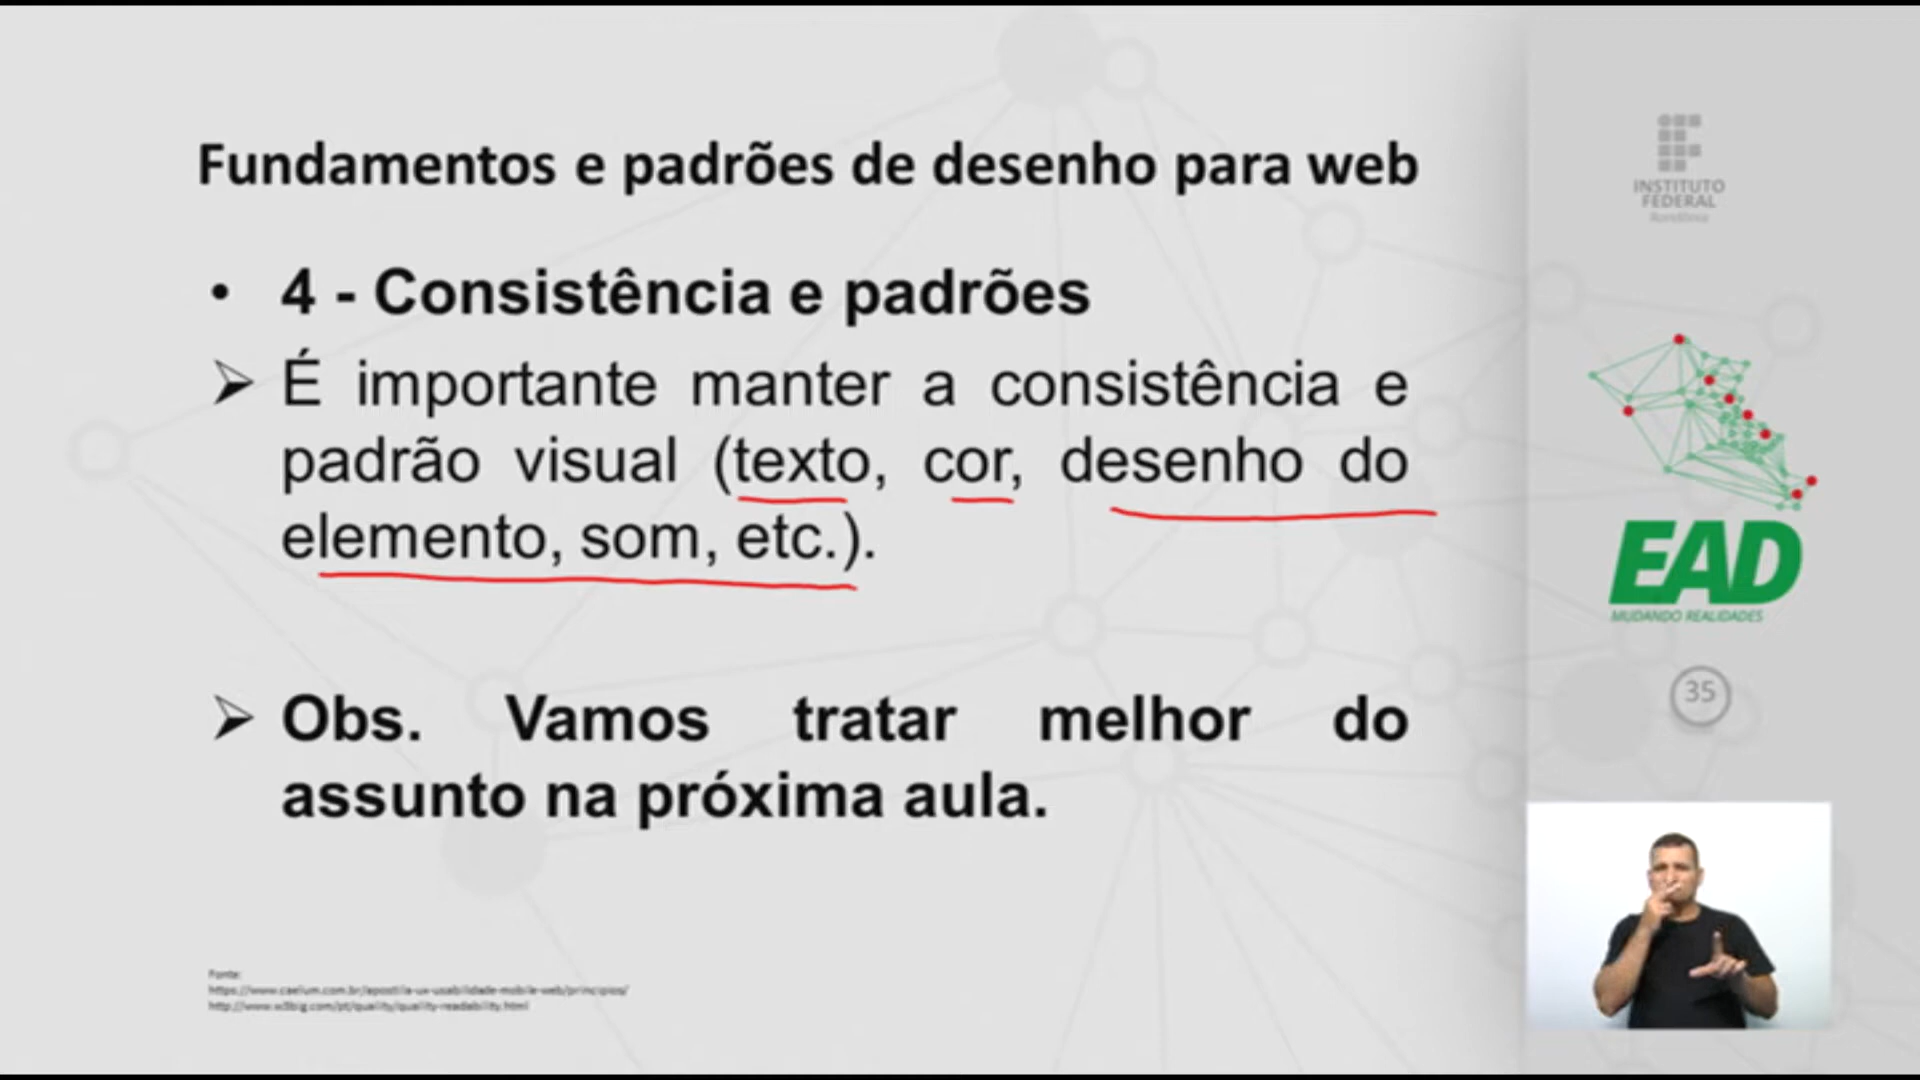 Fundamentos e padrões de desenho para web
INSTITUTO
FEDERAL
Rondônia
• 4 - Consistência e padrões
➢ É importante manter a consistência e
padrão visual (texto, cor, desenho do
elemento, som, etc.).
EAD
MUDANDO REALIDADES
35
➢ Obs. Vamos tratar melhor do
assunto na próxima aula.
Fonte:
https://www.caelum.com.br/apostila-ux-usabilidade-mobile-web/principios/
http://www.w3big.com/pt/quality/quality-readability.html